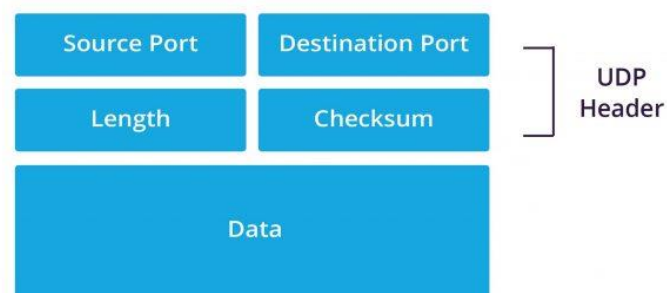 Source Port
Destination Port
UDP
Header
Length
Checksum
Data